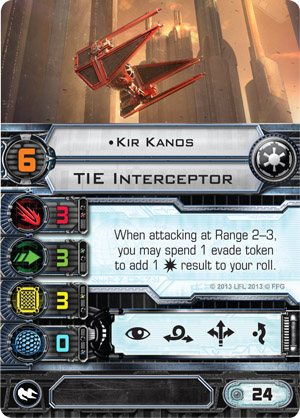 •Kir Kanos
6
TIE Interceptor
3
3
3
0
When attacking at Range 2–3,
you may spend 1 evade token
to add 1 result to your roll.
© 2013 LFL 2013 © FFG
24